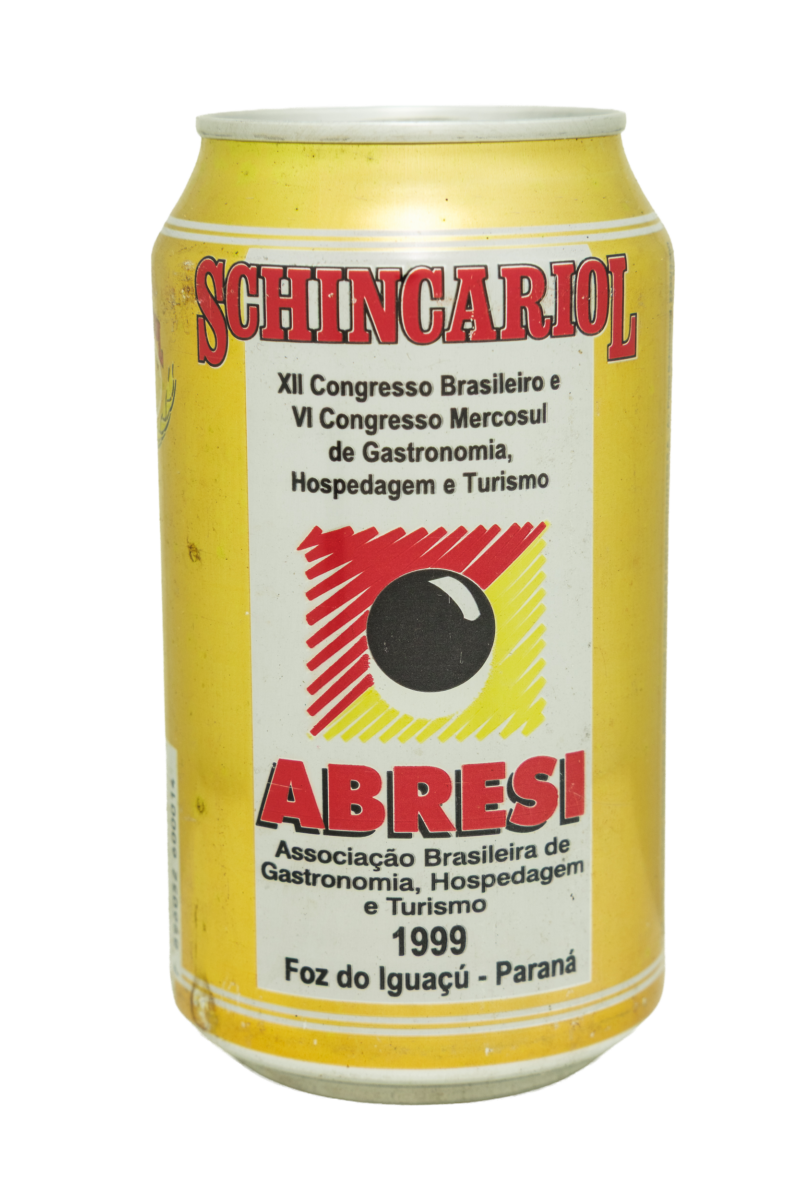 SCHINCARIOL
XII Congresso Brasileiro e
VI Congresso Mercosul
de Gastronomia,
Hospedagem e Turismo
ABRESI
Associação Brasileira de
Gastronomia, Hospedagem
e Turismo
1999
Foz do Iguaçú - Paraná